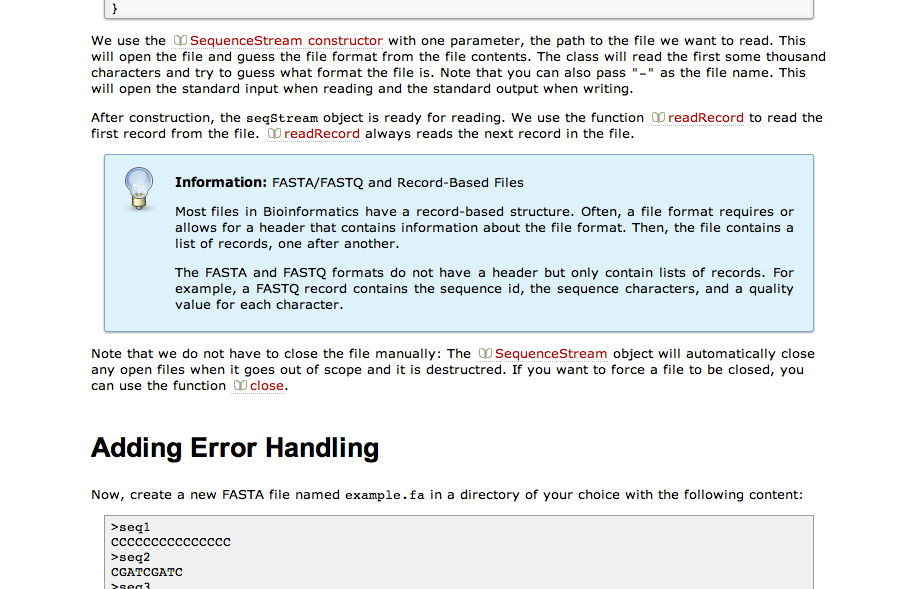 }
We use the SequenceStream constructor with one parameter, the path to the file we want to read. This
will open the file and guess the file format from the file contents. The class will read the first some thousand
characters and try to guess what format the file is. Note that you can also pass "-" as the file name. This
will open the standard input when reading and the standard output when writing.
After construction, the seqStream object is ready for reading. We use the function readRecord to read the
first record from the file. readRecord always reads the next record in the file.
Information: FASTA/FASTQ and Record-Based Files
Most files in Bioinformatics have a record-based structure. Often, a file format requires or
allows for a header that contains information about the file format. Then, the file contains a
list of records, one after another.
The FASTA and FASTQ formats do not have a header but only contain lists of records. For
example, a FASTQ record contains the sequence id, the sequence characters, and a quality
value for each character.
Note that we do not have to close the file manually: The SequenceStream object will automatically close
any open files when it goes out of scope and it is destructred. If you want to force a file to be closed, you
can use the function close.
Adding Error Handling
Now, create a new FASTA file named example.fa in a directory of your choice with the following content:
>seq1
CCCCCCCCCCCCCCC
>seq2
CGATCGATC
>seq3